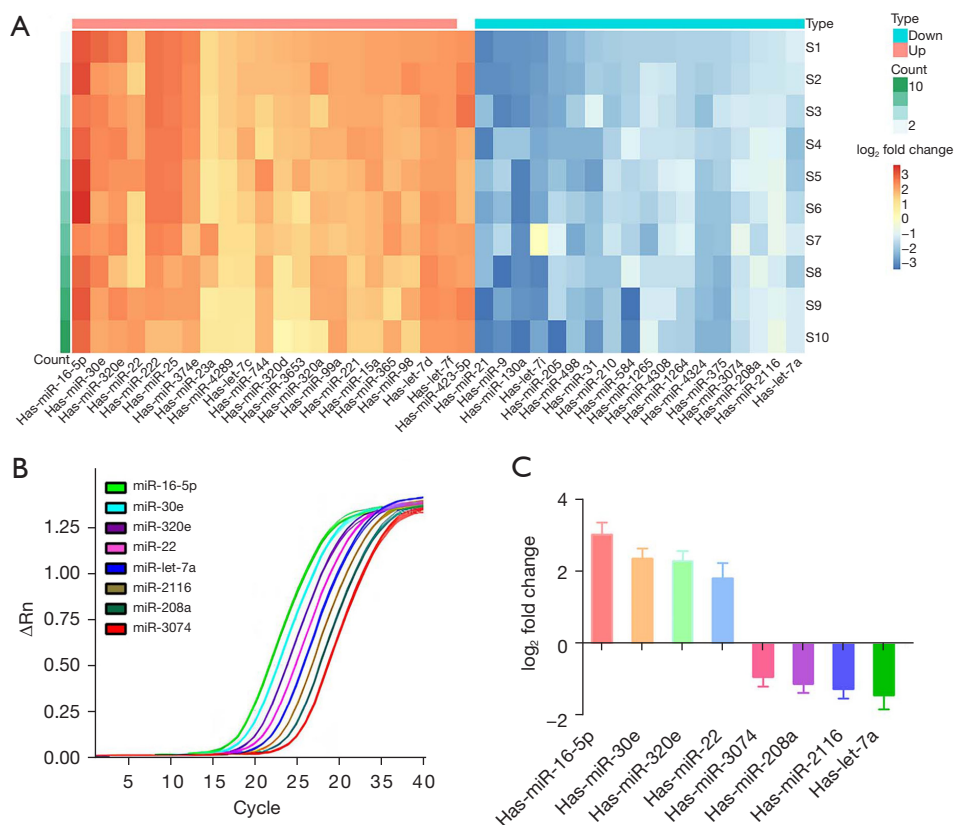 A
Type
S1
S2
S3
S4
S5
S6
S7
S8
S9
S10
Type
Down
Up
Count
10
2
log₂ fold change
3
2
1
0
−1
−2
−3
Count
Has-miR-16-5p
Has-miR-30e
Has-miR-320e
Has-miR-22
Has-miR-222
Has-miR-25
Has-miR-374e
Has-miR-23a
Has-miR-4289
Has-let-7c
Has-miR-744
Has-miR-320d
Has-miR-3653
Has-miR-320a
Has-miR-99a
Has-miR-221
Has-miR-15a
Has-miR-365
Has-miR-98
Has-let-7d
Has-let-7f
Has-miR-423-5p
Has-miR-21
Has-miR-9
Has-miR-130a
Has-let-7i
Has-miR-205
Has-miR-499
Has-miR-31
Has-miR-210
Has-miR-584
Has-miR-1265
Has-miR-4308
Has-miR-1264
Has-miR-4324
Has-miR-375
Has-miR-3074
Has-miR-208a
Has-miR-2116
Has-let-7a
B
miR-16-5p
miR-30e
miR-320e
miR-22
miR-let-7a
miR-2116
miR-208a
miR-3074
ΔRn
1.25
1.00
0.75
0.50
0.25
0.00
5 10 15 20 25 30 35 40
Cycle
C
log₂ fold change
4
2
0
−2
Has-miR-16-5p
Has-miR-30e
Has-miR-320e
Has-miR-22
Has-miR-3074
Has-miR-208a
Has-miR-2116
Has-let-7a